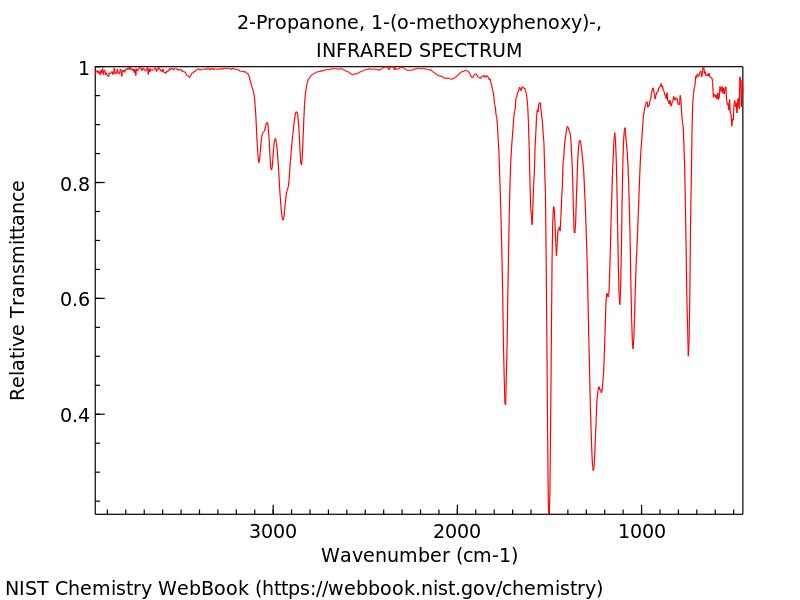 2-Propanone, 1-(o-methoxyphenoxy)-,
INFRARED SPECTRUM
1
0.8
0.6
0.4
Relative Transmittance
3000 2000 1000
Wavenumber (cm-1)
NIST Chemistry WebBook (https://webbook.nist.gov/chemistry)